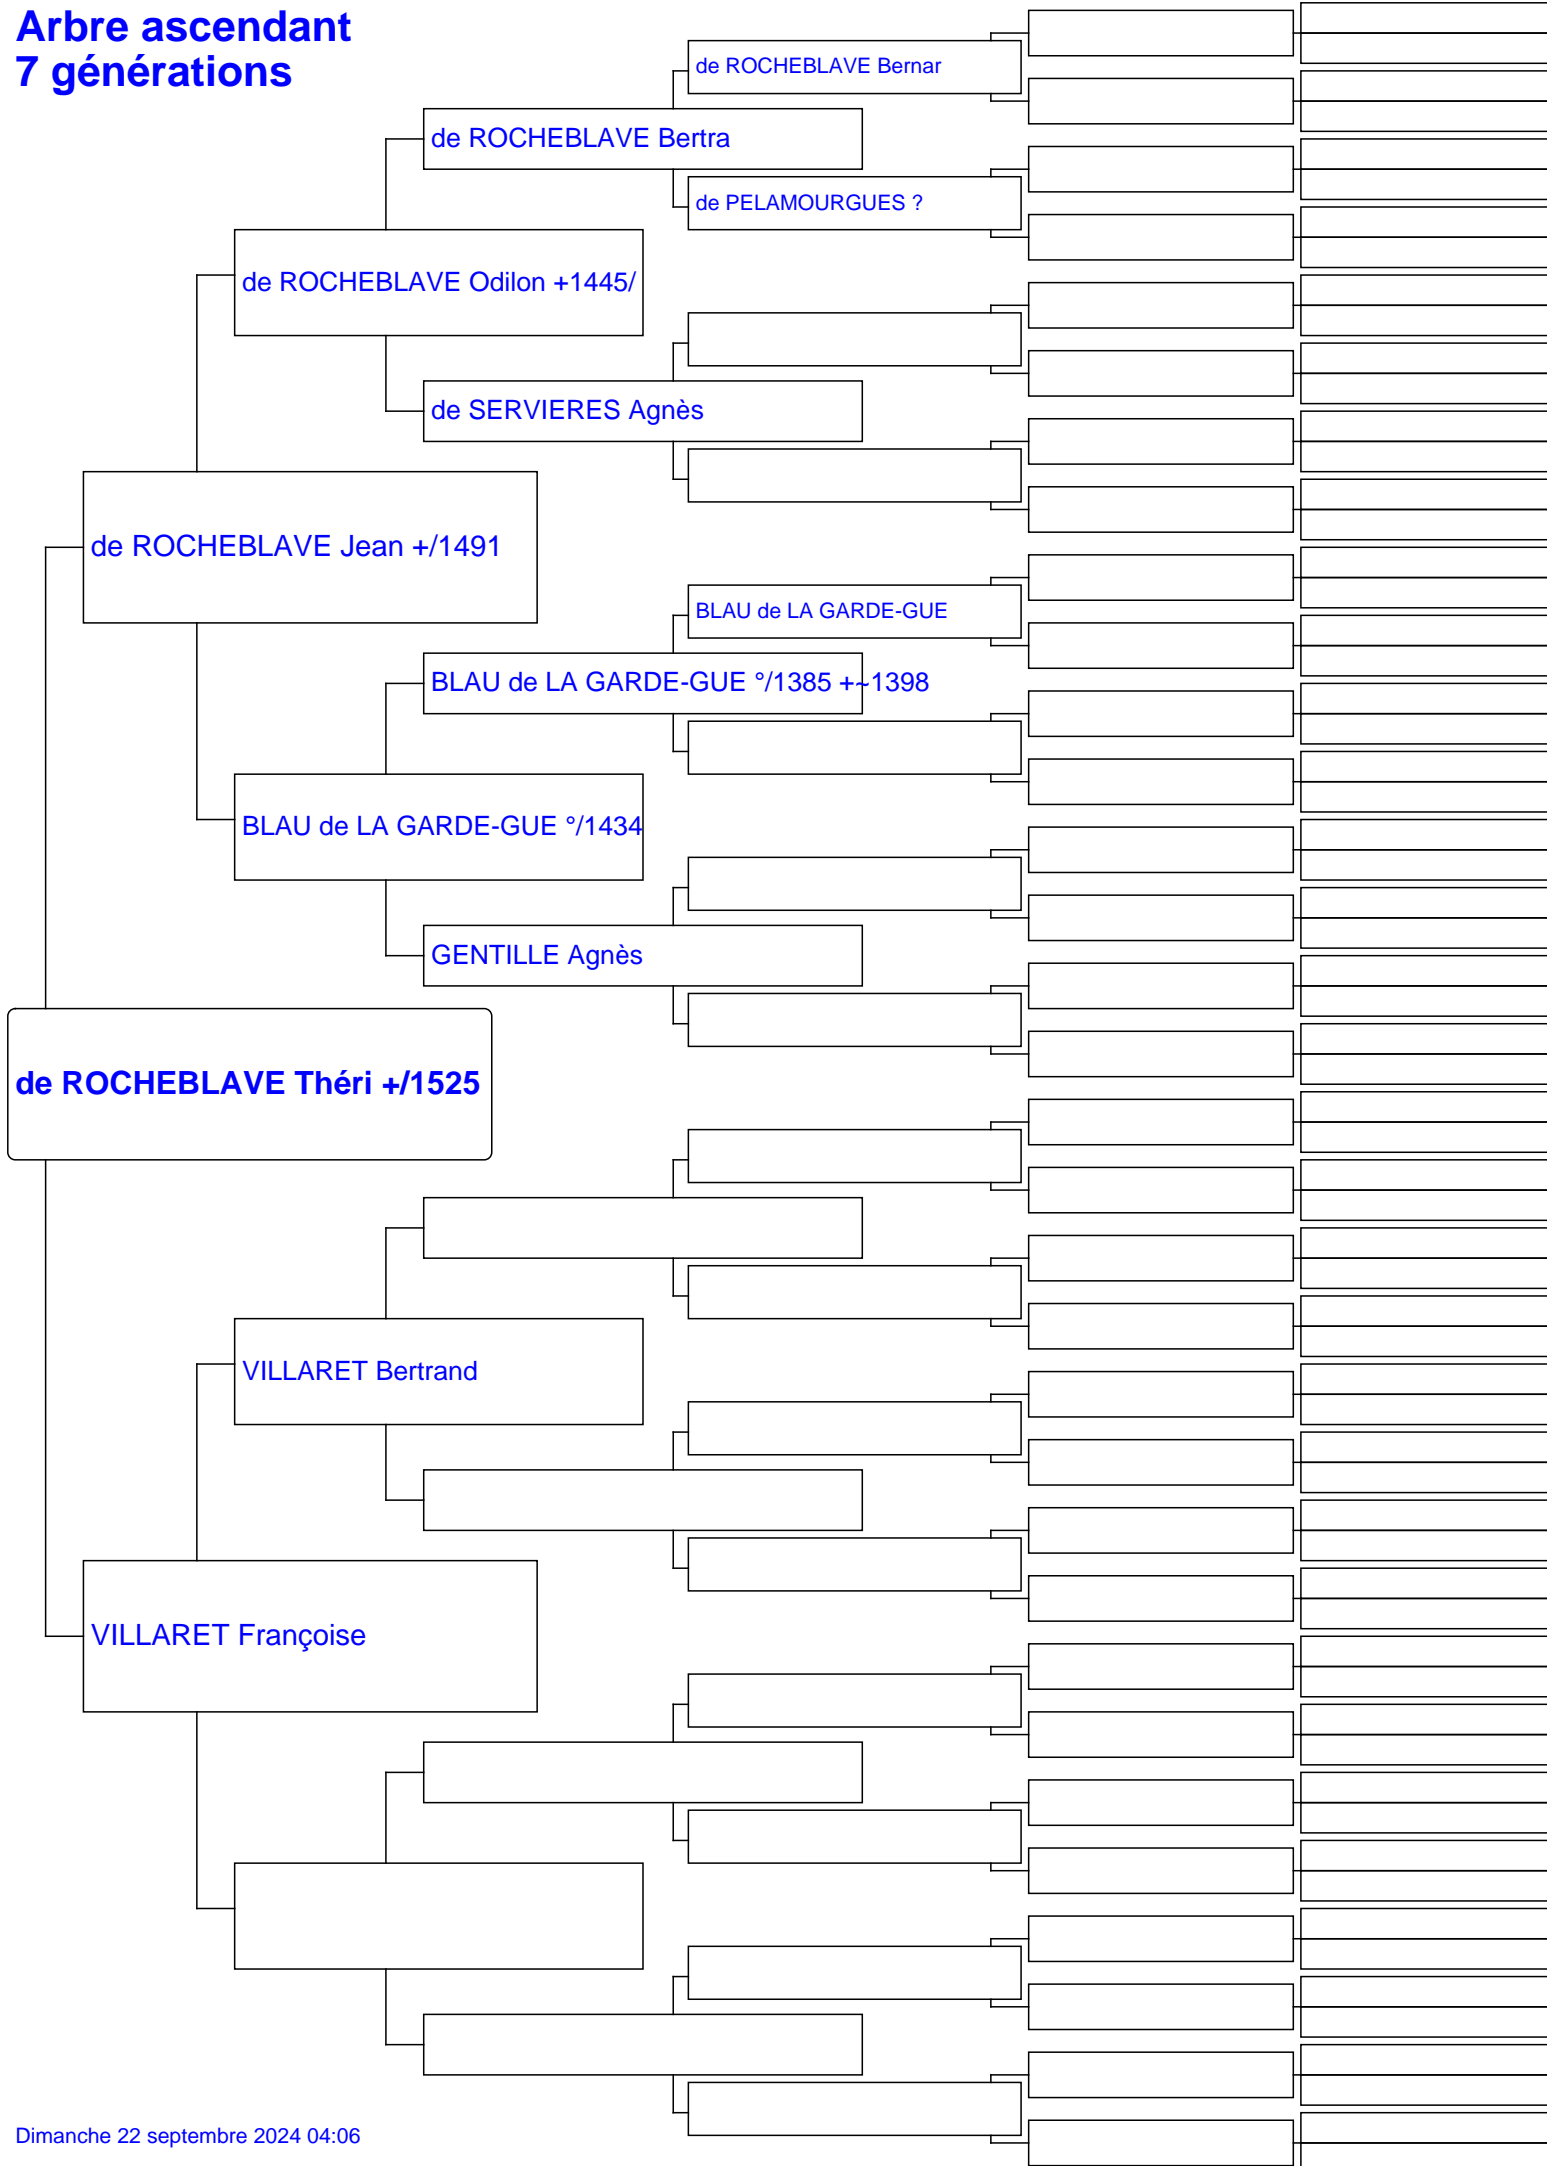 Arbre ascendant
7 générations
de ROCHEBLAVE Bernar
de ROCHEBLAVE Bertra
de PELAMOURGUES ?
de ROCHEBLAVE Odilon +1445/
de SERVIERES Agnès
de ROCHEBLAVE Jean +/1491
BLAU de LA GARDE-GUE
BLAU de LA GARDE-GUE °/1385 +~1398
BLAU de LA GARDE-GUE °/1434
GENTILLE Agnès
de ROCHEBLAVE Théri +/1525
VILLARET Bertrand
VILLARET Françoise
Dimanche 22 septembre 2024 04:06